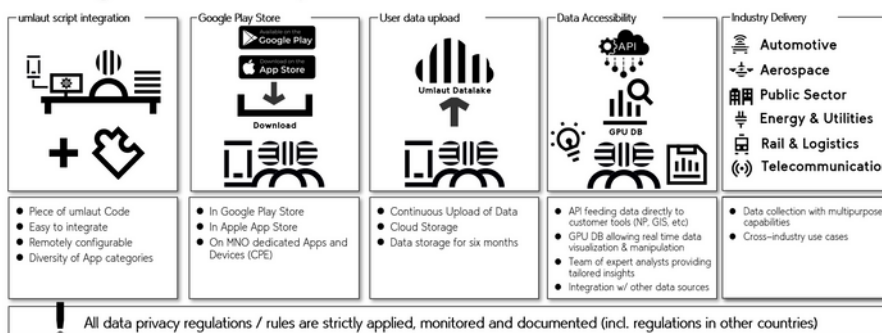 umlaut script integration
Google Play Store
User data upload
Data Accessibility
Industry Delivery
Available on the
Google Play
Download on the
App Store
Download
Umlaut Datalake
API
GPU DB
Automotive
Aerospace
Public Sector
Energy & Utilities
Rail & Logistics
Telecommunicatio
Piece of umlaut Code
Easy to integrate
Remotely configurable
Diversity of App categories
In Google Play Store
In Apple App Store
On MNO dedicated Apps and
Devices (CPE)
Continuous Upload of Data
Cloud Storage
Data storage for six months
API feeding data directly to
customer tools (NP, GIS, etc)
GPU DB allowing real time data
visualization & manipulation
Team of expert analysts providing
tailored insights
Integration w/ other data sources
Data collection with multipurpose
capabilities
Cross-industry use cases
! All data privacy regulations / rules are strictly applied, monitored and documented (incl. regulations in other countries)